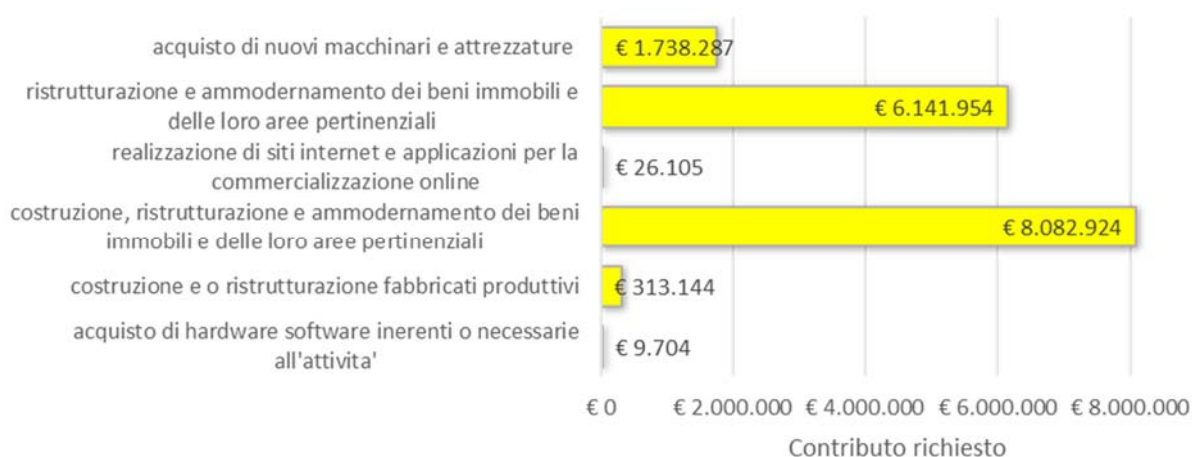 acquisto di nuovi macchinari e attrezzature
€ 1.738.287
ristrutturazione e ammodernamento dei beni immobili e
delle loro aree pertinenziali
€ 6.141.954
realizzazione di siti internet e applicazioni per la
commercializzazione online
€ 26.105
costruzione, ristrutturazione e ammodernamento dei beni
immobili e delle loro aree pertinenziali
€ 8.082.924
costruzione e o ristrutturazione fabbricati produttivi
€ 313.144
acquisto di hardware software inerenti o necessarie
all'attivita'
€ 9.704
€ 0 € 2.000.000 € 4.000.000 € 6.000.000 € 8.000.000
Contributo richiesto